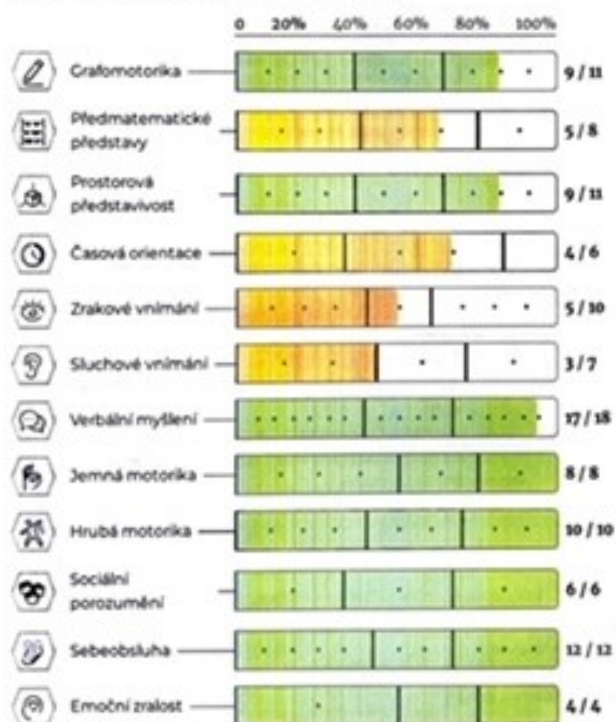 0 20% 40% 60% 80% 100%
Grafomotorika 9 / 11
Předmatematické
představy 5 / 8
Prostorová
představivost 9 / 11
Časová orientace 4 / 6
Zrakové vnímání 5 / 10
Sluchové vnímání 3 / 7
Verbální myšlení 17 / 18
Jemná motorika 8 / 8
Hrubá motorika 10 / 10
Sociální
porozumění 6 / 6
Sebeobsluha 12 / 12
Emoční zralost 4 / 4